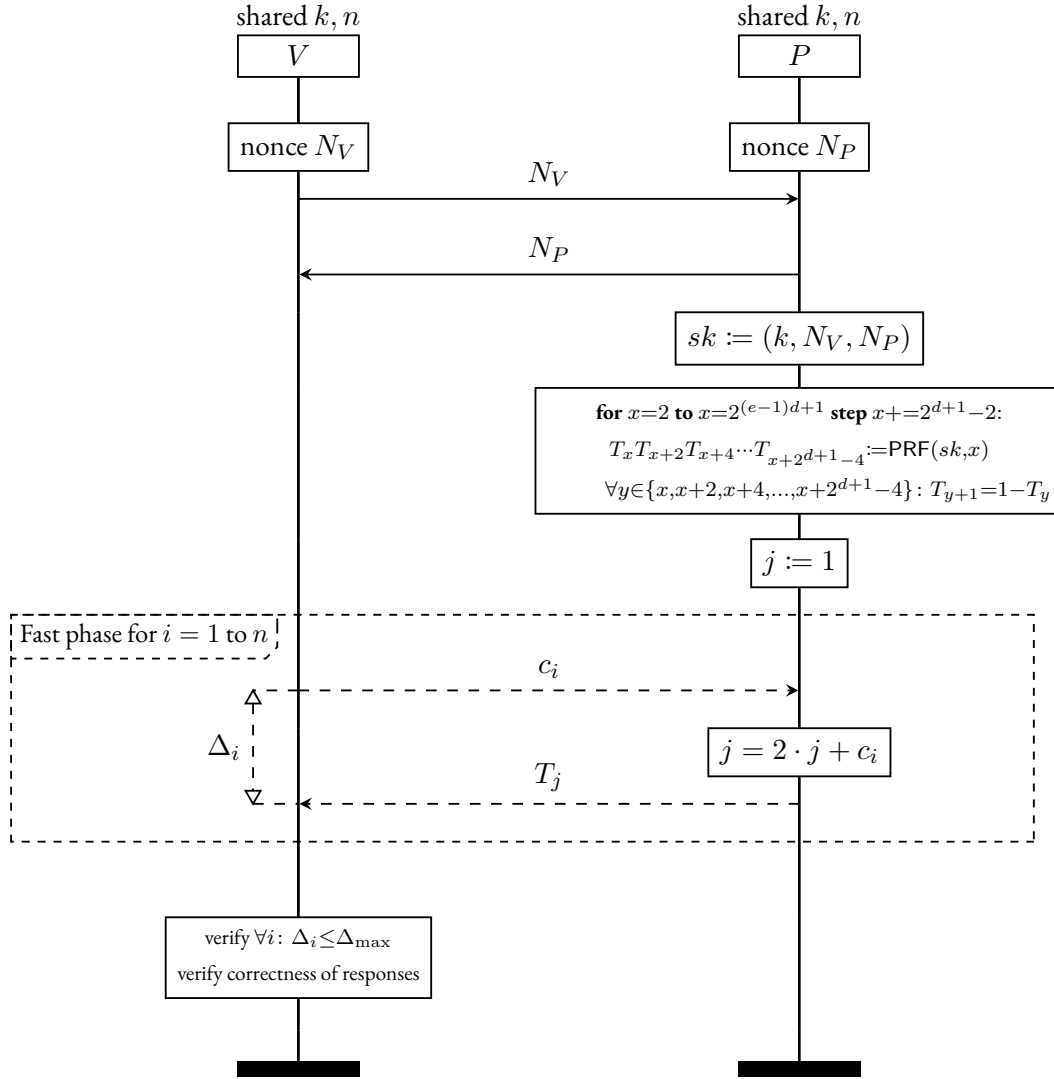 shared k, n shared k, n
V P
nonce N_V nonce N_P
N_V
N_P
sk := (k, N_V, N_P)
for x=2 to x=2^{(e−1)d+1} step x+=2^{d+1}−2:
T_x T_{x+2} T_{x+4} ⋯ T_{x+2^{d+1}−4} := PRF(sk,x)
∀y∈{x,x+2,x+4,...,x+2^{d+1}−4}: T_{y+1}=1−T_y
j := 1
Fast phase for i = 1 to n
c_i
Δ_i
j = 2 · j + c_i
T_j
verify ∀i: Δ_i≤Δ_max
verify correctness of responses